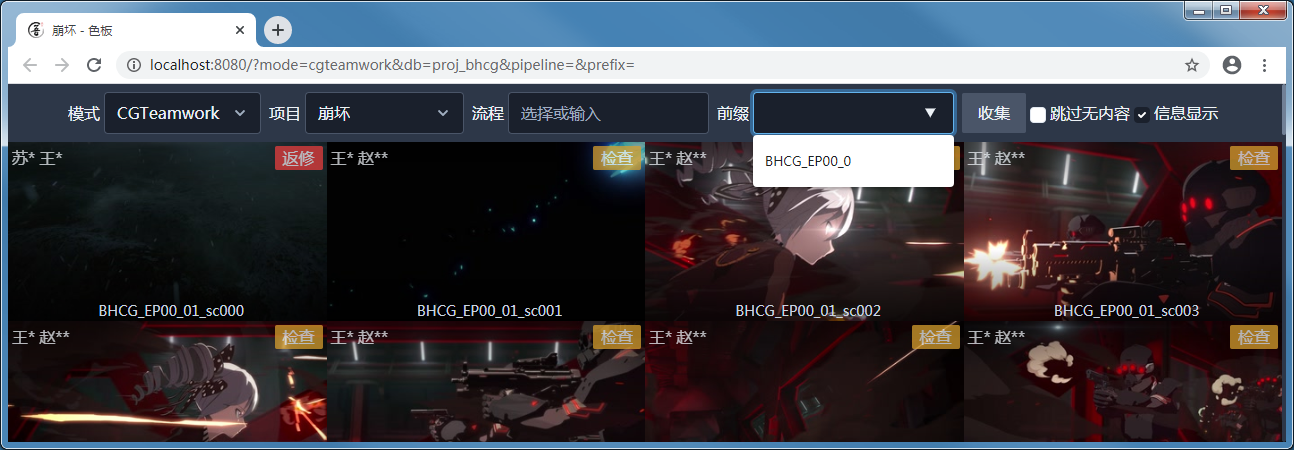 崩坏 - 色板
localhost:8080/?mode=cgteamwork&db=proj_bhcg&pipeline=&prefix=
模式 CGTeamwork 项目 崩坏 流程 选择或输入 前缀 收集 跳过无内容 信息显示
BHCG_EP00_0
苏* 王* 返修 王* 赵** 检查 王* 赵** 王* 赵** 检查
BHCG_EP00_01_sc000 BHCG_EP00_01_sc001 BHCG_EP00_01_sc002 BHCG_EP00_01_sc003
王* 赵** 检查 王* 赵** 检查 王* 赵** 检查 王* 赵** 检查